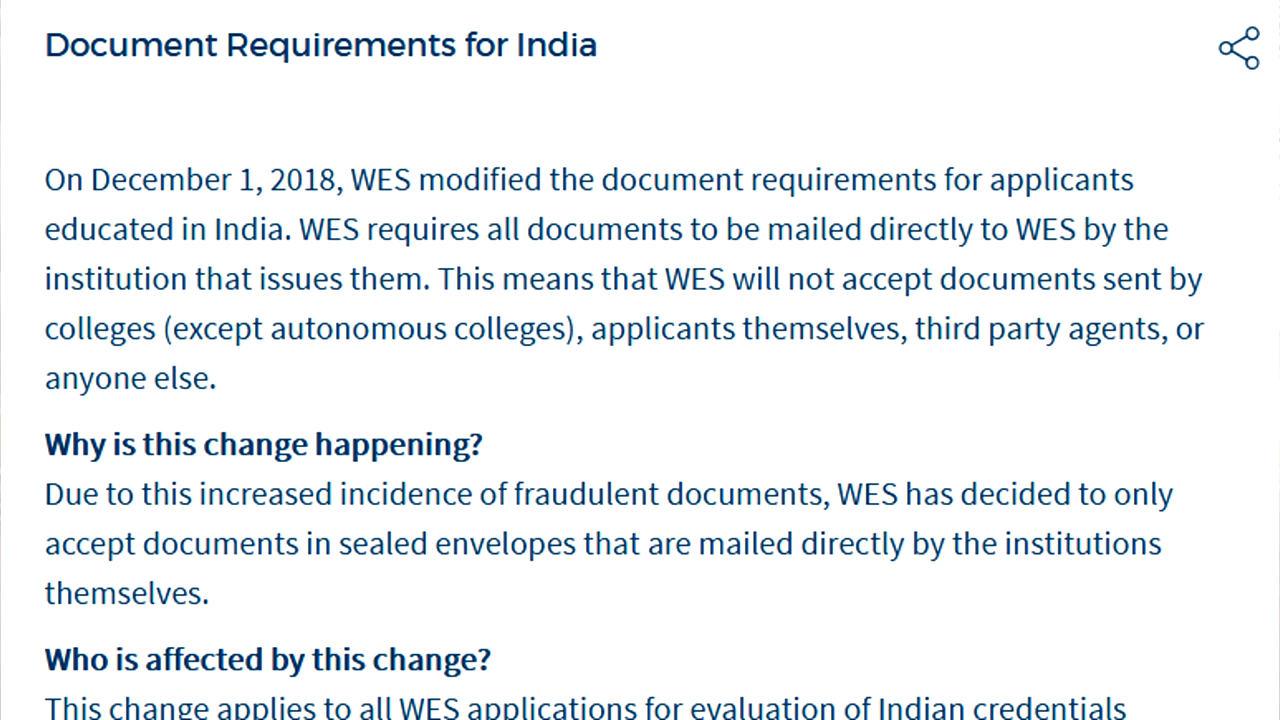 Document Requirements for India
On December 1, 2018, WES modified the document requirements for applicants
educated in India. WES requires all documents to be mailed directly to WES by the
institution that issues them. This means that WES will not accept documents sent by
colleges (except autonomous colleges), applicants themselves, third party agents, or
anyone else.
Why is this change happening?
Due to this increased incidence of fraudulent documents, WES has decided to only
accept documents in sealed envelopes that are mailed directly by the institutions
themselves.
Who is affected by this change?
This change applies to all WES applications for evaluation of Indian credentials